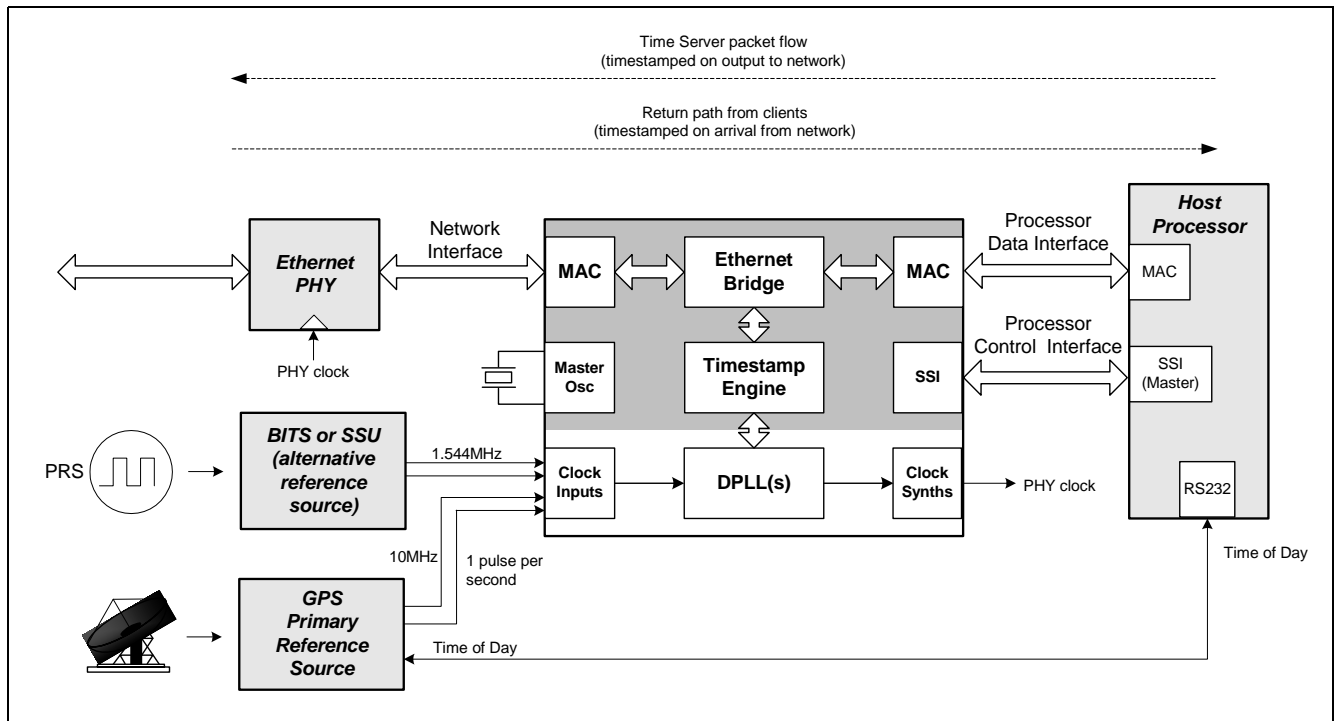 Time Server packet flow
(timestamped on output to network)
Return path from clients
(timestamped on arrival from network)
Host
Processor
Network
Interface
Processor
Data Interface
Ethernet
PHY
MAC
Ethernet
Bridge
MAC
MAC
PHY clock
Master
Osc
Timestamp
Engine
SSI
Processor
Control Interface
SSI
(Master)
PRS
BITS or SSU
(alternative
reference
source)
1.544MHz
Clock
Inputs
DPLL(s)
Clock
Synths
PHY clock
RS232
10MHz
1 pulse per
second
Time of Day
GPS
Primary
Reference
Source
Time of Day